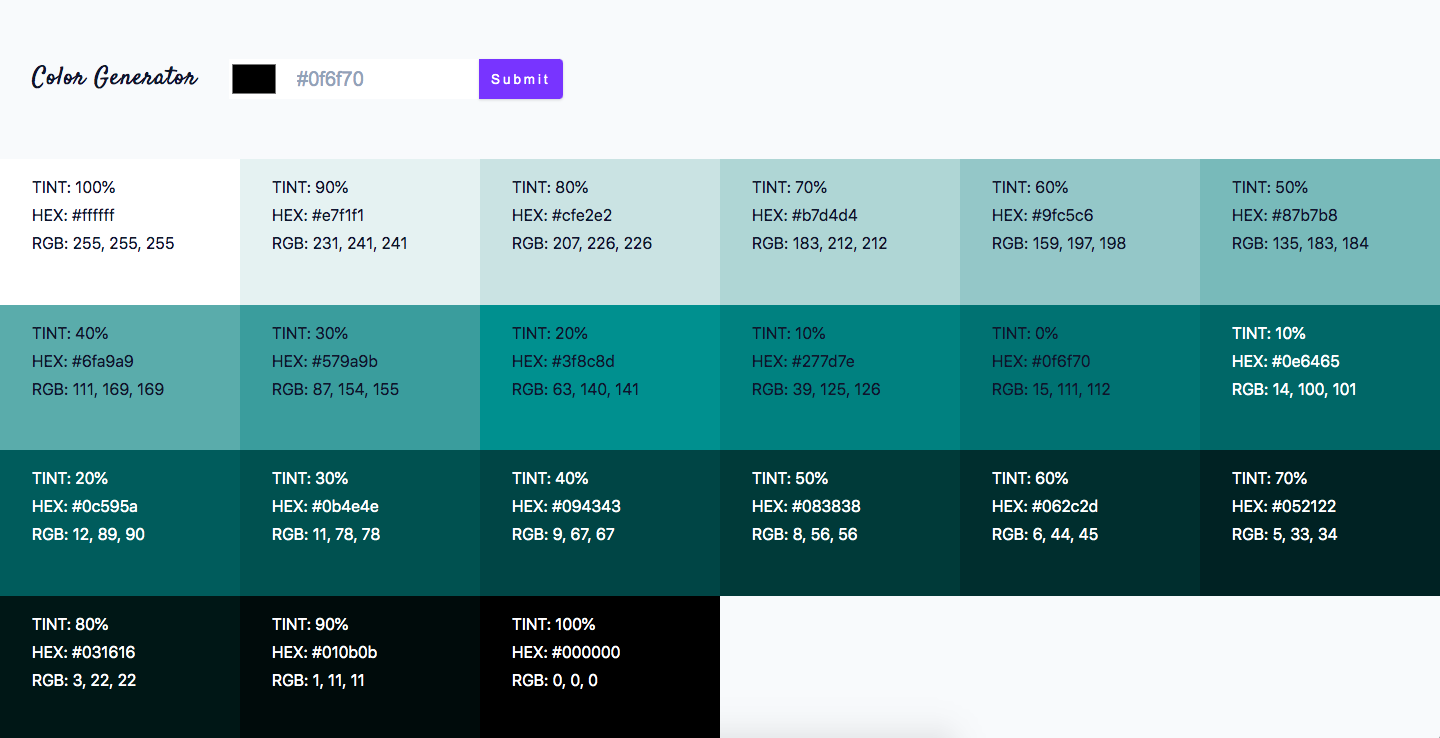 Color Generator
#0f6f70
Submit
TINT: 100%
HEX: #ffffff
RGB: 255, 255, 255
TINT: 90%
HEX: #e7f1f1
RGB: 231, 241, 241
TINT: 80%
HEX: #cfe2e2
RGB: 207, 226, 226
TINT: 70%
HEX: #b7d4d4
RGB: 183, 212, 212
TINT: 60%
HEX: #9fc5c6
RGB: 159, 197, 198
TINT: 50%
HEX: #87b7b8
RGB: 135, 183, 184
TINT: 40%
HEX: #6fa9a9
RGB: 111, 169, 169
TINT: 30%
HEX: #579a9b
RGB: 87, 154, 155
TINT: 20%
HEX: #3f8c8d
RGB: 63, 140, 141
TINT: 10%
HEX: #277d7e
RGB: 39, 125, 126
TINT: 0%
HEX: #0f6f70
RGB: 15, 111, 112
TINT: 10%
HEX: #0e6465
RGB: 14, 100, 101
TINT: 20%
HEX: #0c595a
RGB: 12, 89, 90
TINT: 30%
HEX: #0b4e4e
RGB: 11, 78, 78
TINT: 40%
HEX: #094343
RGB: 9, 67, 67
TINT: 50%
HEX: #083838
RGB: 8, 56, 56
TINT: 60%
HEX: #062c2d
RGB: 6, 44, 45
TINT: 70%
HEX: #052122
RGB: 5, 33, 34
TINT: 80%
HEX: #031616
RGB: 3, 22, 22
TINT: 90%
HEX: #010b0b
RGB: 1, 11, 11
TINT: 100%
HEX: #000000
RGB: 0, 0, 0